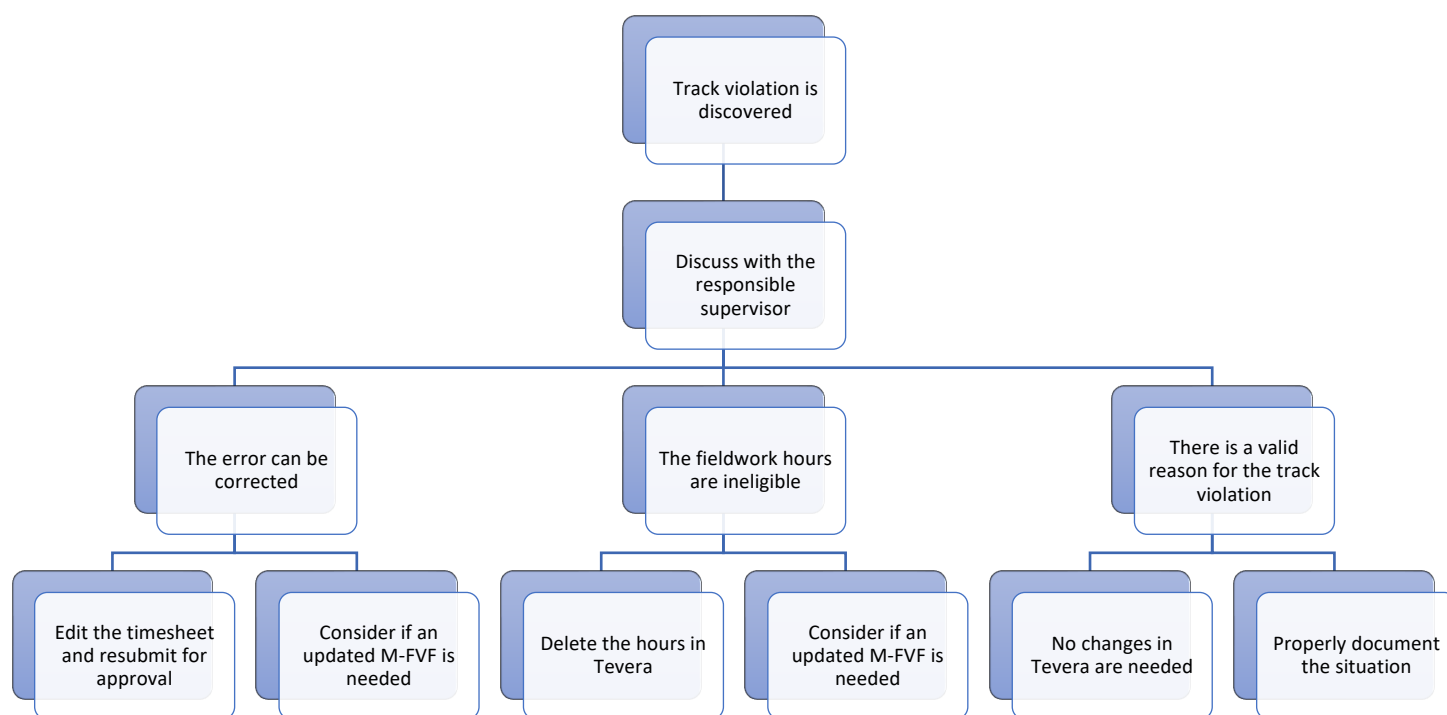 Track violation is
discovered
Discuss with the
responsible
supervisor
The error can be
corrected
The fieldwork hours
are ineligible
There is a valid
reason for the track
violation
Edit the timesheet
and resubmit for
approval
Consider if an
updated M-FVF is
needed
Delete the hours in
Tevera
Consider if an
updated M-FVF is
needed
No changes in
Tevera are needed
Properly document
the situation